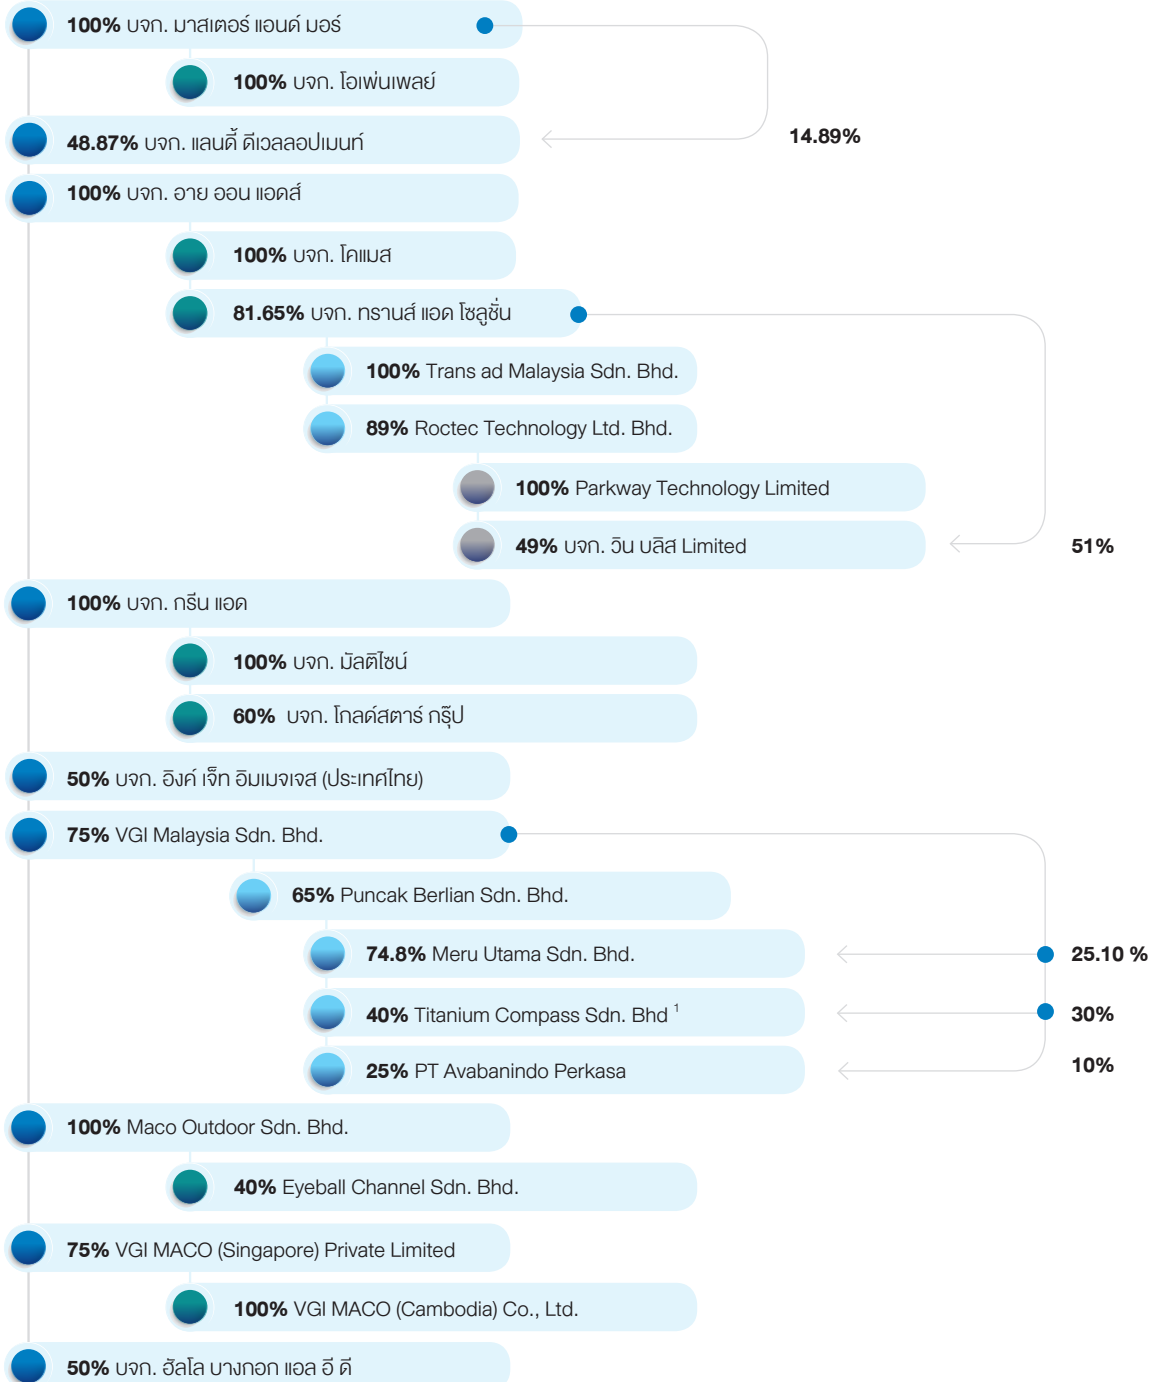 100% บจก. มาสเตอร์ แอนด์ มอร์
100% บจก. โอเพ่นเพลย์
48.87% บจก. แลนดี้ ดีเวลลอปเมนท์
14.89%
100% บจก. อาย ออน แอดส์
100% บจก. โคแมส
81.65% บจก. ทรานส์ แอด โซลูชั่น
100% Trans ad Malaysia Sdn. Bhd.
89% Roctec Technology Ltd. Bhd.
100% Parkway Technology Limited
49% บจก. วิน บลิส Limited
51%
100% บจก. กรีน แอด
100% บจก. มัลติไซน์
60% บจก. โกลด์สตาร์ กรุ๊ป
50% บจก. อิงค์ เจ็ท อิมเมจเจส (ประเทศไทย)
75% VGI Malaysia Sdn. Bhd.
65% Puncak Berlian Sdn. Bhd.
74.8% Meru Utama Sdn. Bhd.
25.10 %
40% Titanium Compass Sdn. Bhd 1
30%
25% PT Avabanindo Perkasa
10%
100% Maco Outdoor Sdn. Bhd.
40% Eyeball Channel Sdn. Bhd.
75% VGI MACO (Singapore) Private Limited
100% VGI MACO (Cambodia) Co., Ltd.
50% บจก. ฮัลโล บางกอก แอล อี ดี